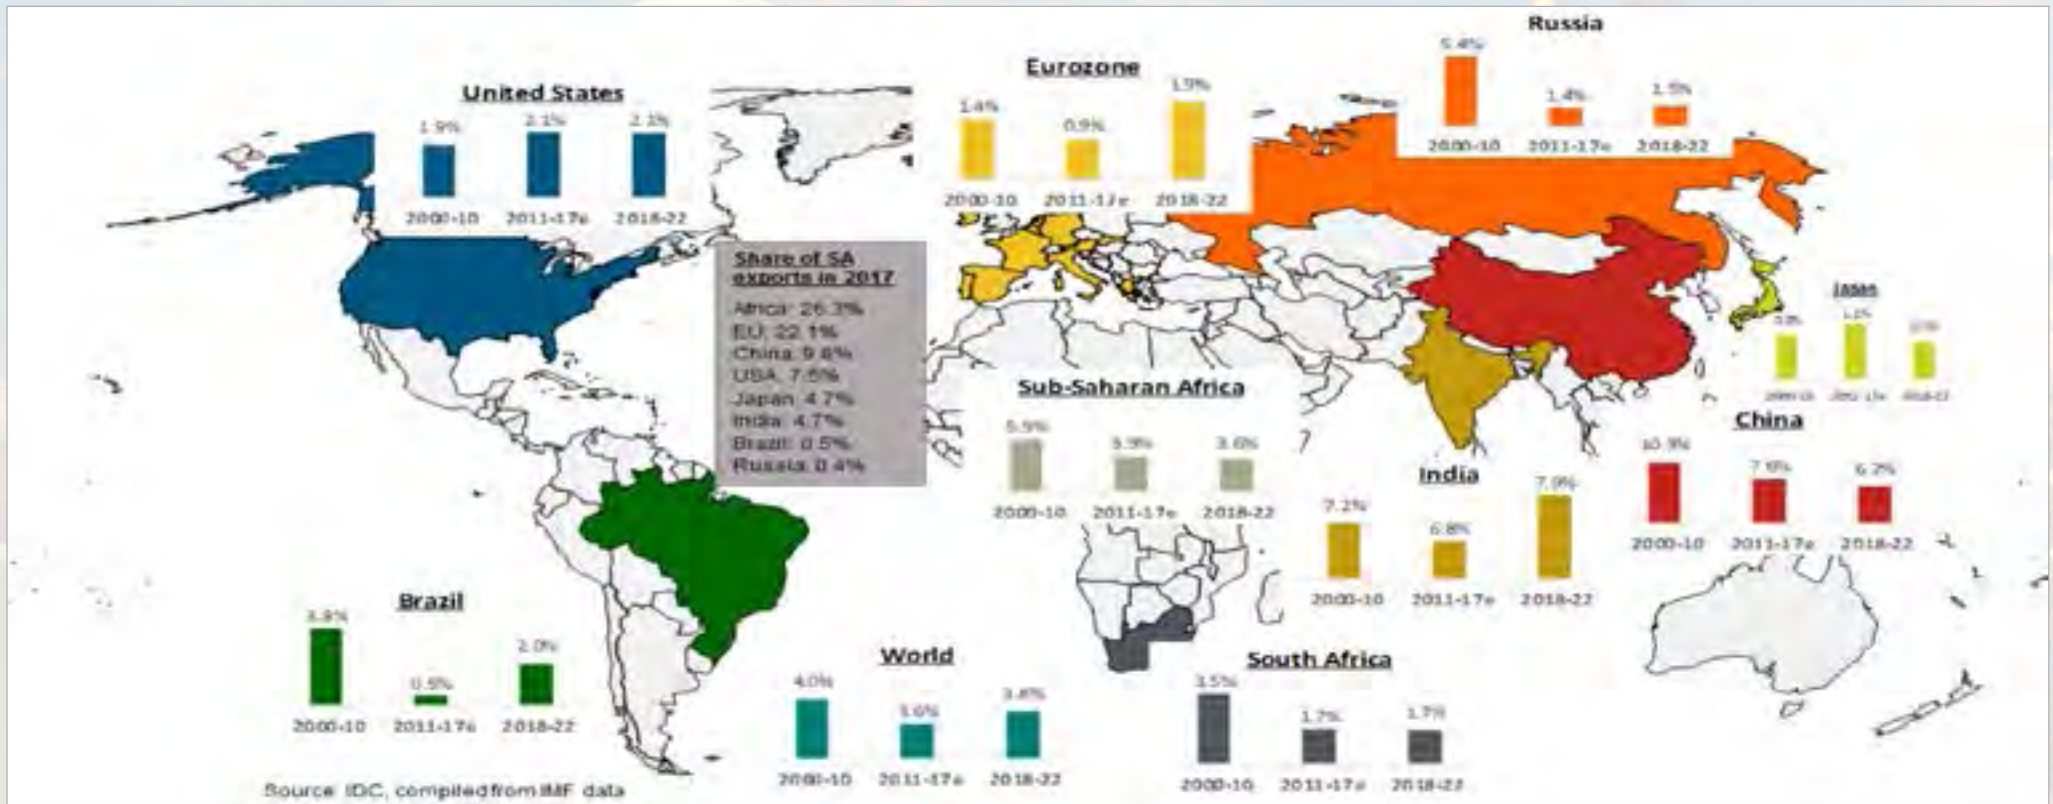 Russia
5.4%
1.4%
1.5%
2000-10 2011-17e 2018-22
Eurozone
1.4%
0.9%
1.9%
2000-10 2011-17e 2018-22
United States
1.9%
2.1%
2.1%
2000-10 2011-17e 2018-22
Share of SA
exports in 2017
Africa: 26.3%
EU: 22.1%
China: 9.8%
USA: 7.5%
Japan: 4.7%
India: 4.7%
Brazil: 0.5%
Russia: 0.4%
Japan
Sub-Saharan Africa
5.9%
3.9%
3.6%
2000-10 2011-17e 2018-22
China
10.3%
6.2%
2000-10 2011-17e 2018-22
India
7.2%
6.8%
7.9%
2000-10 2011-17e 2018-22
Brazil
3.8%
0.5%
2.0%
2000-10 2011-17e 2018-22
World
4.0%
3.6%
3.8%
2000-10 2011-17e 2018-22
South Africa
3.5%
1.7%
1.7%
2000-10 2011-17e 2018-22
Source: IDC, compiled from IMF data